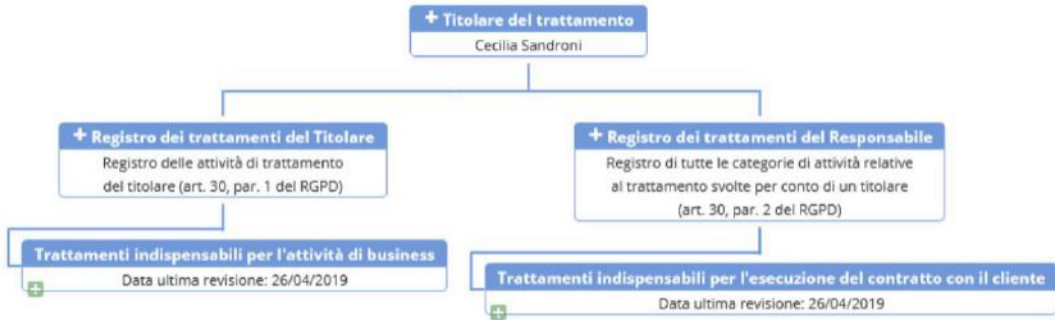 + Titolare del trattamento
Cecilia Sandroni
+ Registro dei trattamenti del Titolare
Registro delle attività di trattamento
del titolare (art. 30, par. 1 del RGPD)
+ Registro dei trattamenti del Responsabile
Registro di tutte le categorie di attività relative
al trattamento svolte per conto di un titolare
(art. 30, par. 2 del RGPD)
Trattamenti indispensabili per l'attività di business
Data ultima revisione: 26/04/2019
Trattamenti indispensabili per l'esecuzione del contratto con il cliente
Data ultima revisione: 26/04/2019